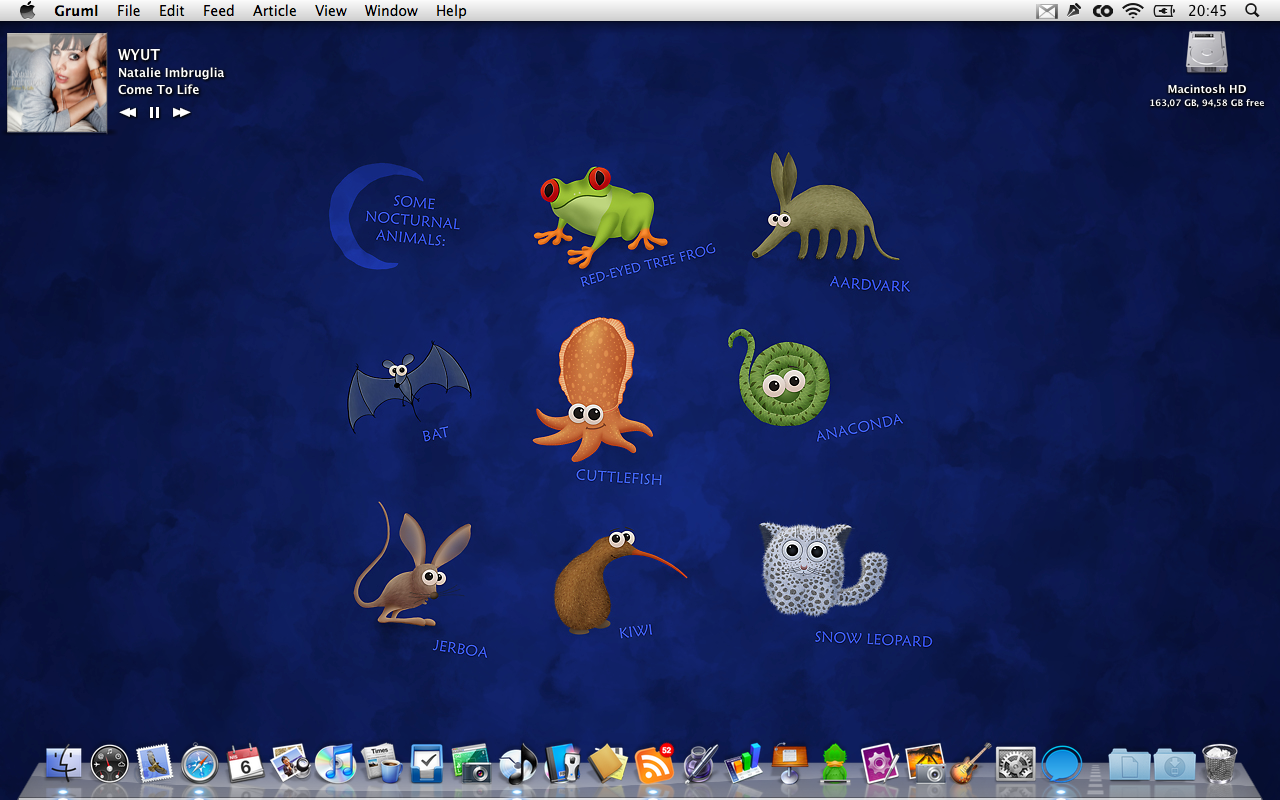 Gruml File Edit Feed Article View Window Help 20:45
WYUT
Natalie Imbruglia
Come To Life
Macintosh HD
163,07 GB, 94,58 GB free
SOME
NOCTURNAL
ANIMALS:
RED-EYED TREE FROG
AARDVARK
BAT
CUTTLEFISH
ANACONDA
JERBOA
KIWI
SNOW LEOPARD
6
Times
52